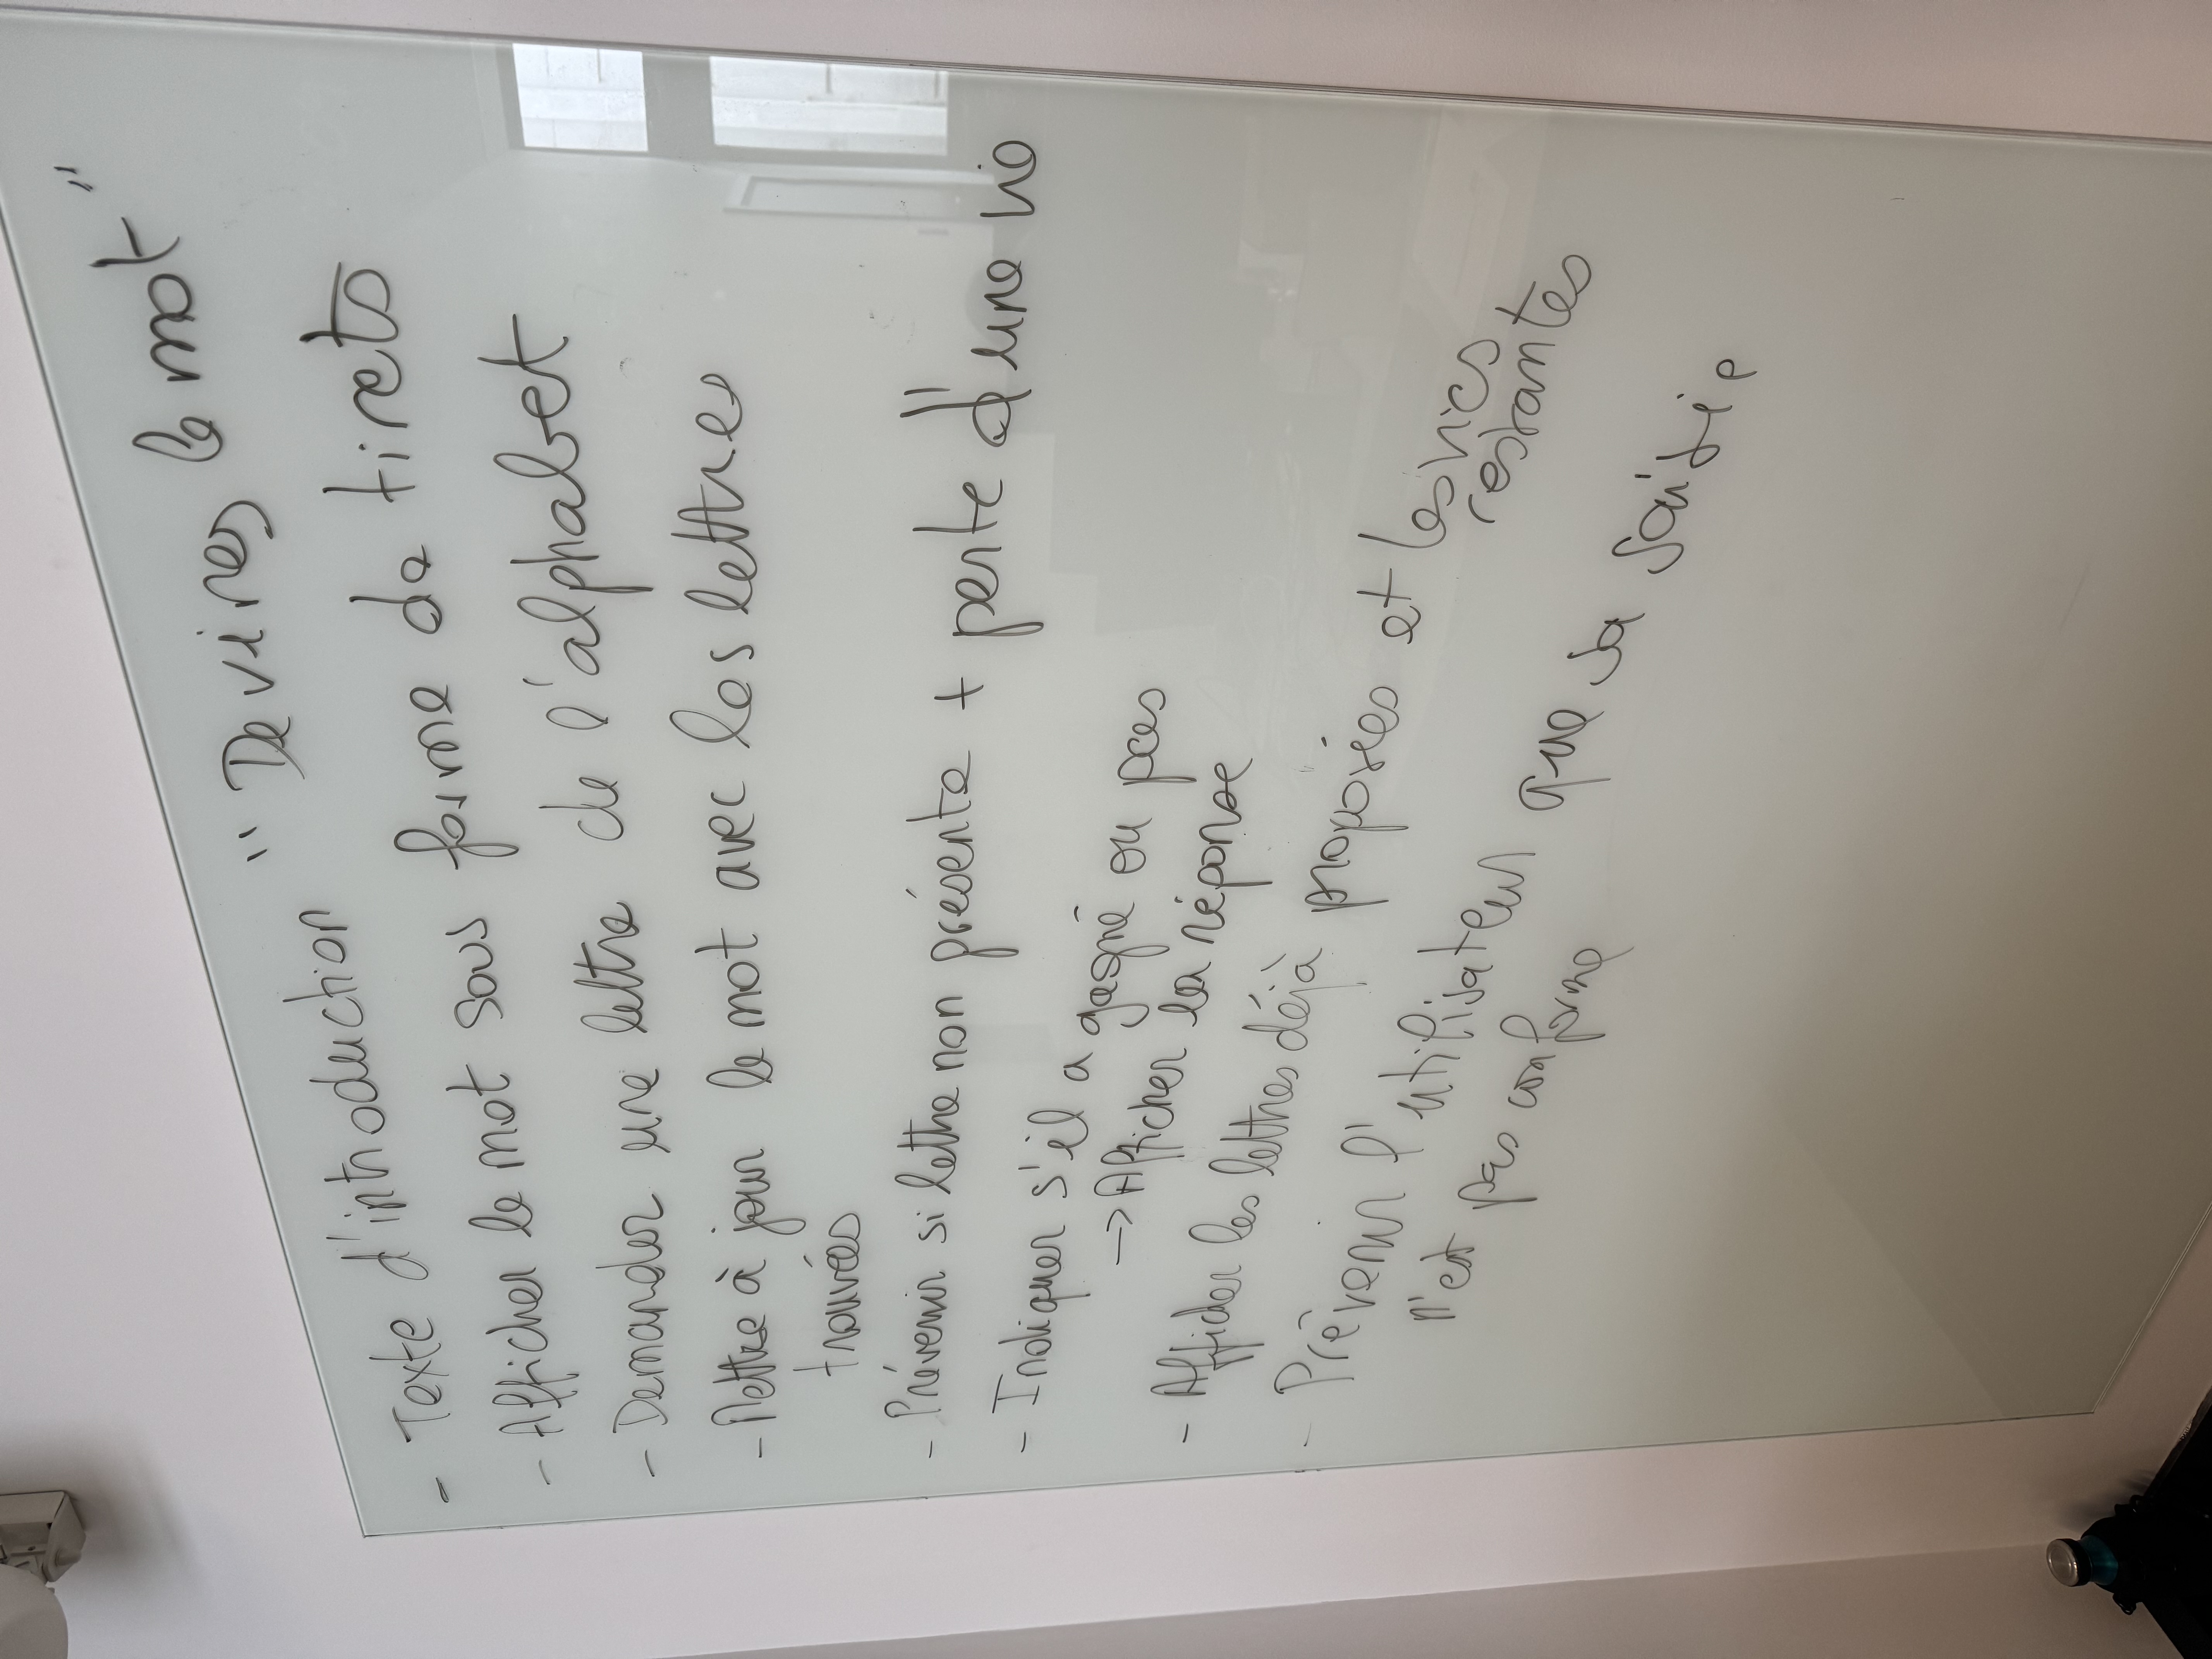 - Texte d'introduction " Devinez le mot "
- Afficher le mot sous forme de tirets
- Demander une lettre de l'alphabet
- Mettre à jour le mot avec les lettres
trouvées
- Prévenir si lettre non présente + perte d'une vie
- Indiquer s'il a gagné ou pas
-> Afficher la réponse
- Afficher les lettres déjà proposées et les vies
restantes
- Prévenir l'utilisateur que sa saisie
n'est pas conforme